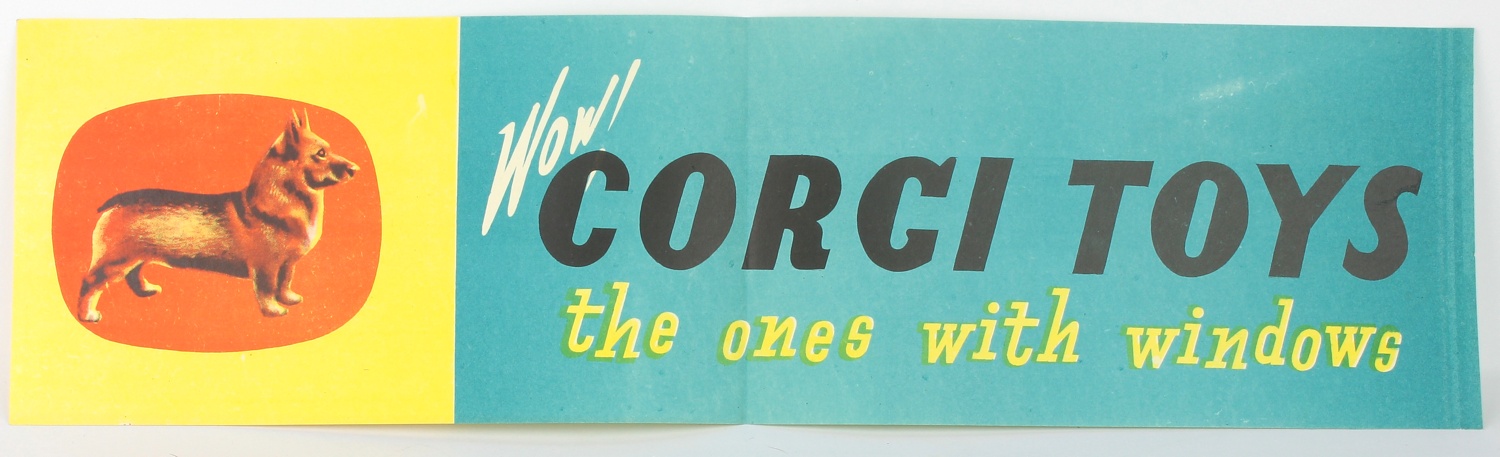 Wow!
CORGI TOYS
the ones with windows